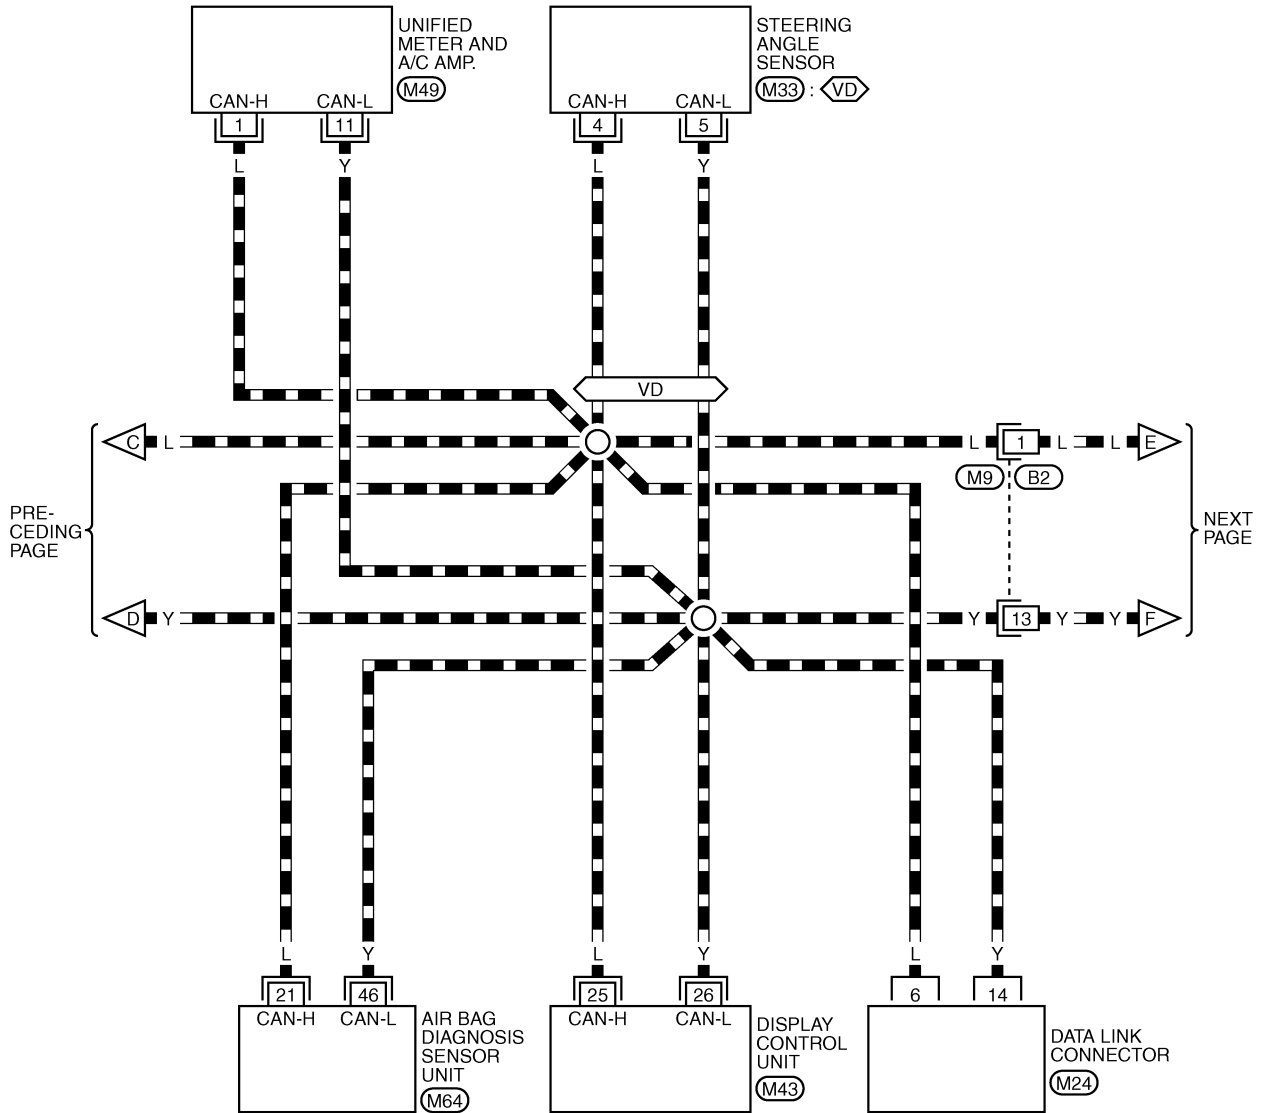 UNIFIED
METER AND
A/C AMP.
M49
CAN-H CAN-L
1 11
L Y
STEERING
ANGLE
SENSOR
M33 : VD
CAN-H CAN-L
4 5
L Y
VD
C L
L 1 L L E
M9 B2
PRE-
CEDING
PAGE
NEXT
PAGE
D Y
Y 13 Y Y F
L Y
21 46
CAN-H CAN-L
AIR BAG
DIAGNOSIS
SENSOR
UNIT
M64
L Y
25 26
CAN-H CAN-L
DISPLAY
CONTROL
UNIT
M43
L Y
6 14
DATA LINK
CONNECTOR
M24